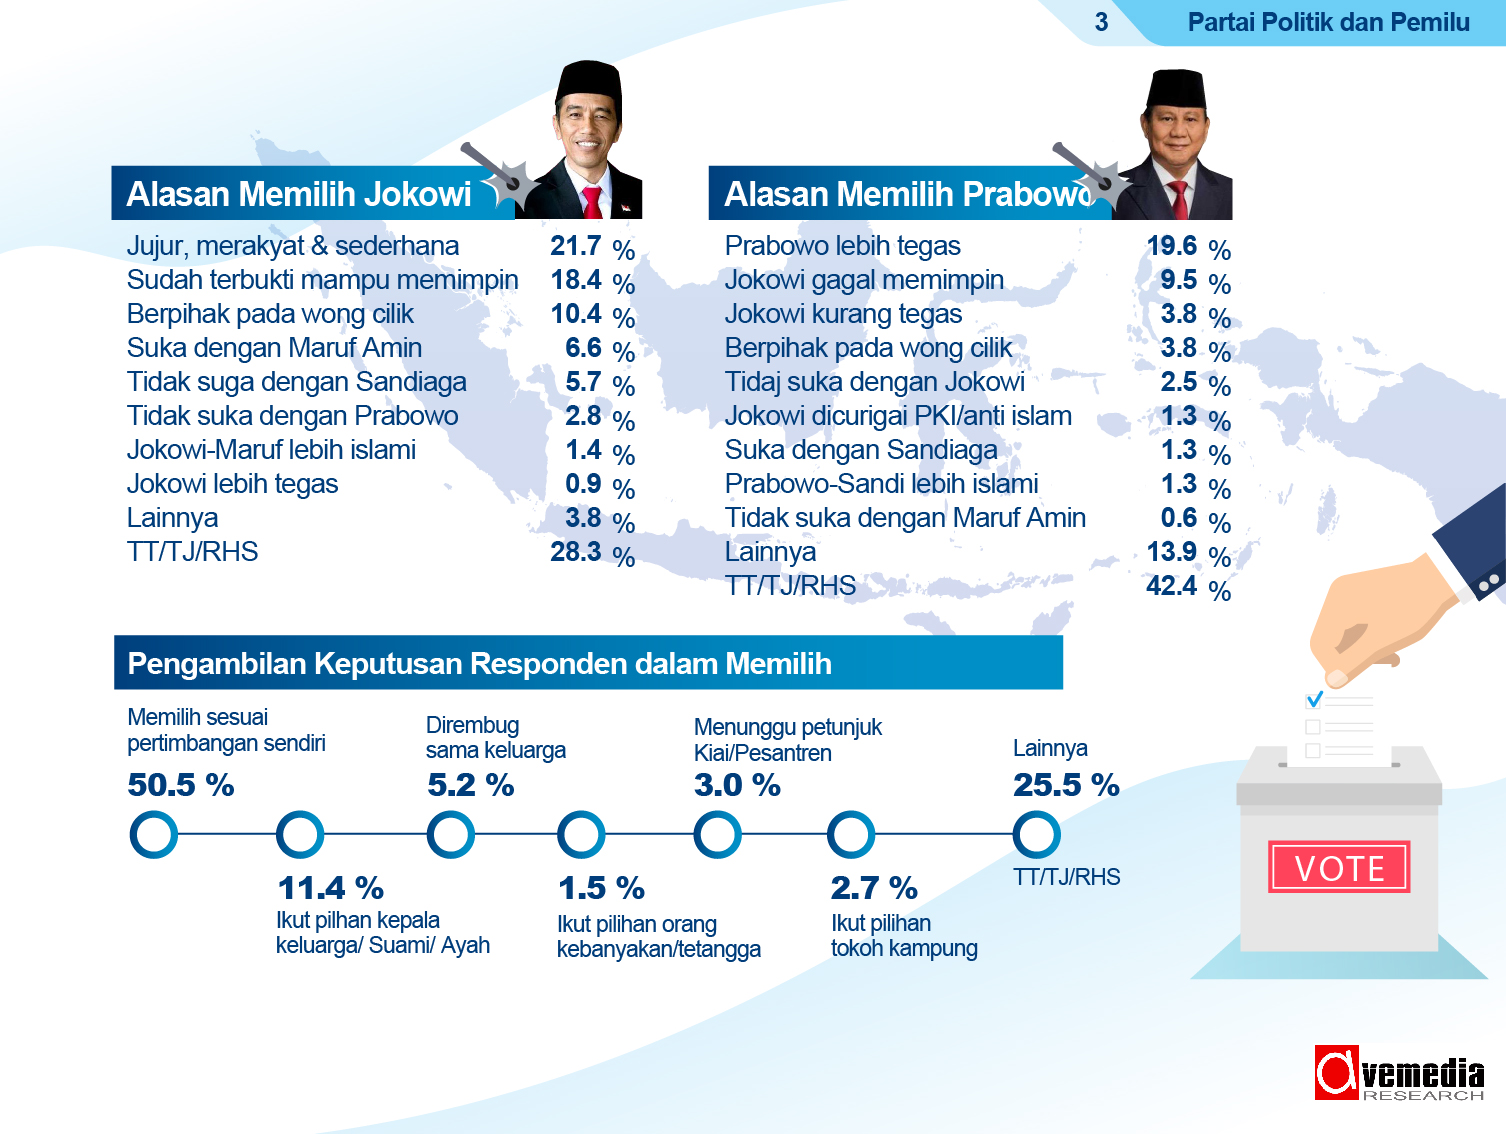 3 Partai Politik dan Pemilu
Alasan Memilih Jokowi
Jujur, merakyat & sederhana 21.7 %
Sudah terbukti mampu memimpin 18.4 %
Berpihak pada wong cilik 10.4 %
Suka dengan Maruf Amin 6.6 %
Tidak suga dengan Sandiaga 5.7 %
Tidak suka dengan Prabowo 2.8 %
Jokowi-Maruf lebih islami 1.4 %
Jokowi lebih tegas 0.9 %
Lainnya 3.8 %
TT/TJ/RHS 28.3 %
Alasan Memilih Prabowo
Prabowo lebih tegas 19.6 %
Jokowi gagal memimpin 9.5 %
Jokowi kurang tegas 3.8 %
Berpihak pada wong cilik 3.8 %
Tidaj suka dengan Jokowi 2.5 %
Jokowi dicurigai PKI/anti islam 1.3 %
Suka dengan Sandiaga 1.3 %
Prabowo-Sandi lebih islami 1.3 %
Tidak suka dengan Maruf Amin 0.6 %
Lainnya 13.9 %
TT/TJ/RHS 42.4 %
Pengambilan Keputusan Responden dalam Memilih
Memilih sesuai
pertimbangan sendiri
50.5 %
11.4 %
Ikut pilhan kepala
keluarga/ Suami/ Ayah
Dirembug
sama keluarga
5.2 %
1.5 %
Ikut pilihan orang
kebanyakan/tetangga
Menunggu petunjuk
Kiai/Pesantren
3.0 %
2.7 %
Ikut pilihan
tokoh kampung
Lainnya
25.5 %
TT/TJ/RHS
VOTE
avemedia
RESEARCH